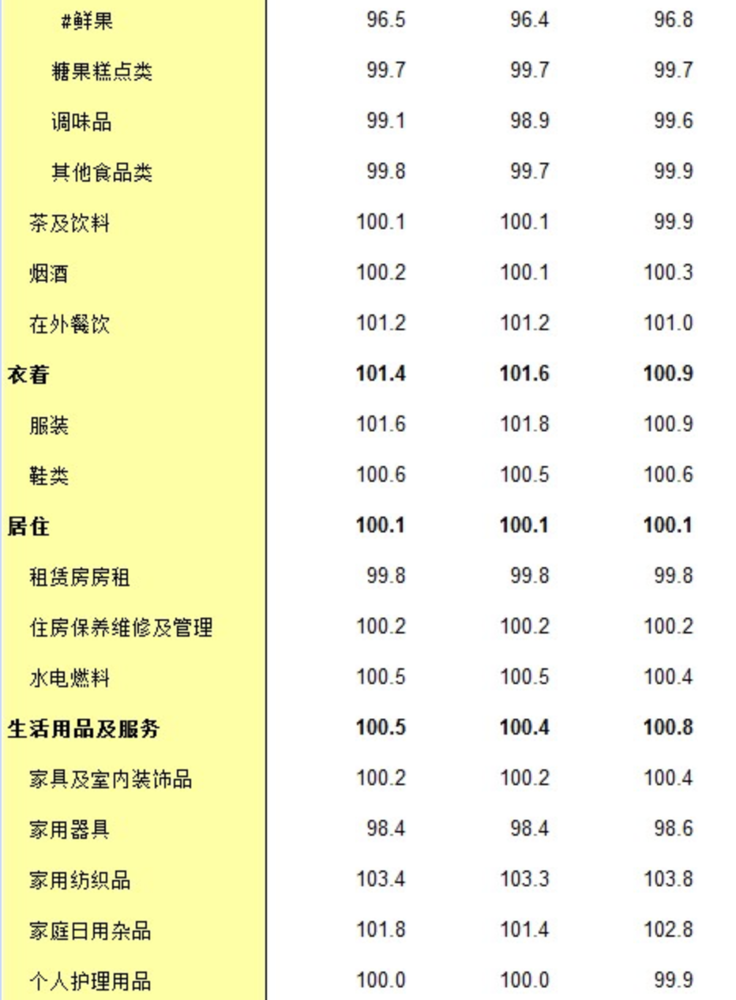 #鲜果 96.5 96.4 96.8
糖果糕点类 99.7 99.7 99.7
调味品 99.1 98.9 99.6
其他食品类 99.8 99.7 99.9
茶及饮料 100.1 100.1 99.9
烟酒 100.2 100.1 100.3
在外餐饮 101.2 101.2 101.0
衣着 101.4 101.6 100.9
服装 101.6 101.8 100.9
鞋类 100.6 100.5 100.6
居住 100.1 100.1 100.1
租赁房房租 99.8 99.8 99.8
住房保养维修及管理 100.2 100.2 100.2
水电燃料 100.5 100.5 100.4
生活用品及服务 100.5 100.4 100.8
家具及室内装饰品 100.2 100.2 100.4
家用器具 98.4 98.4 98.6
家用纺织品 103.4 103.3 103.8
家庭日用杂品 101.8 101.4 102.8
个人护理用品 100.0 100.0 99.9